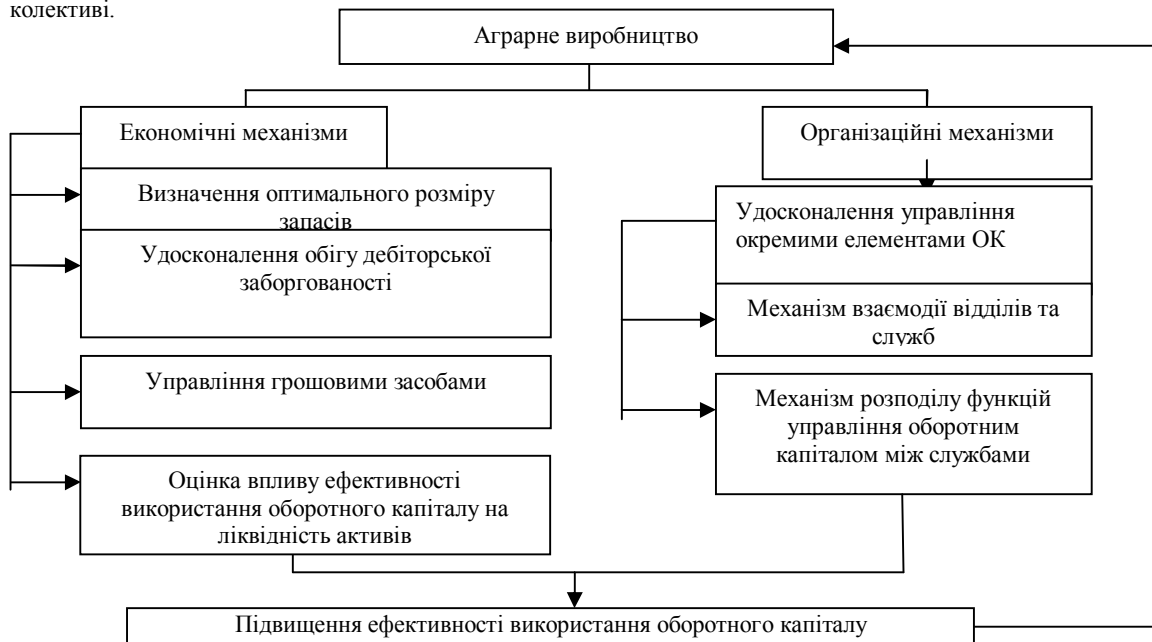 колективі.
Аграрне виробництво
Економічні механізми
Організаційні механізми
Визначення оптимального розміру
запасів
Удосконалення обігу дебіторської
заборгованості
Управління грошовими засобами
Оцінка впливу ефективності
використання оборотного капіталу на
ліквідність активів
Удосконалення управління
окремими елементами ОК
Механізм взаємодії відділів та
служб
Механізм розподілу функцій
управління оборотним
капіталом між службами
Підвищення ефективності використання оборотного капіталу